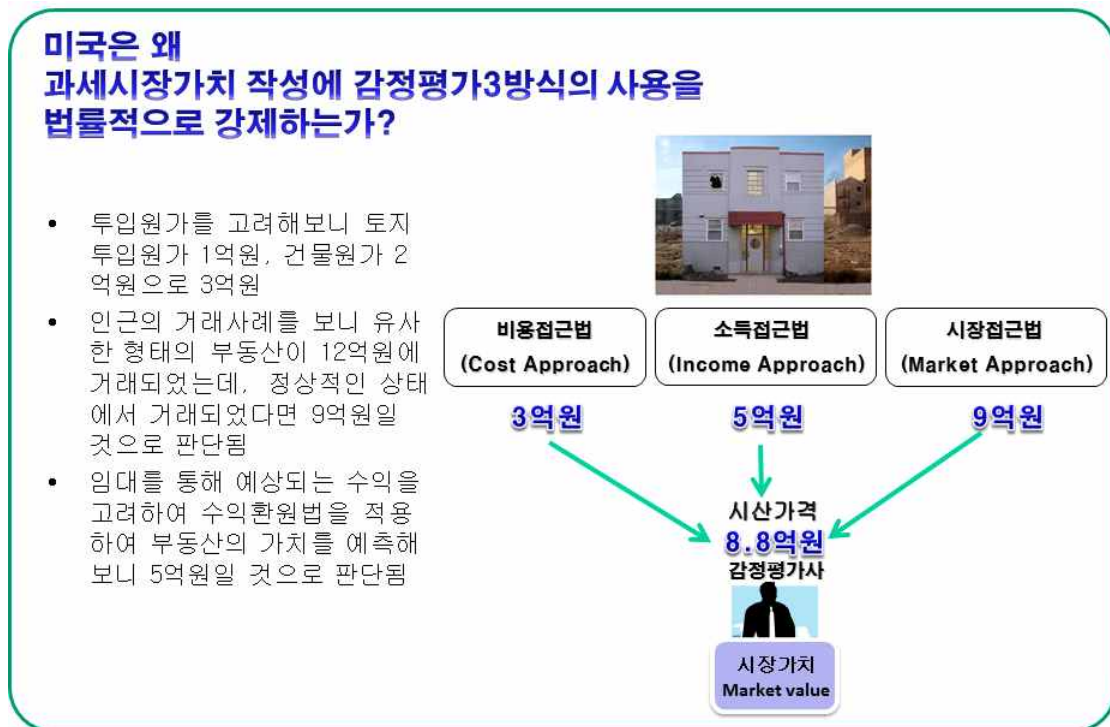 미국은 왜
과세시장가치 작성에 감정평가3방식의 사용을
법률적으로 강제하는가?
• 투입원가를 고려해보니 토지
투입원가 1억원, 건물원가 2
억원으로 3억원
• 인근의 거래사례를 보니 유사
한 형태의 부동산이 12억원에
거래되었는데, 정상적인 상태
에서 거래되었다면 9억원일
것으로 판단됨
• 임대를 통해 예상되는 수익을
고려하여 수익환원법을 적용
하여 부동산의 가치를 예측해
보니 5억원일 것으로 판단됨
비용접근법
(Cost Approach)
소득접근법
(Income Approach)
시장접근법
(Market Approach)
3억원
5억원
9억원
시산가격
8.8억원
감정평가사
시장가치
Market value